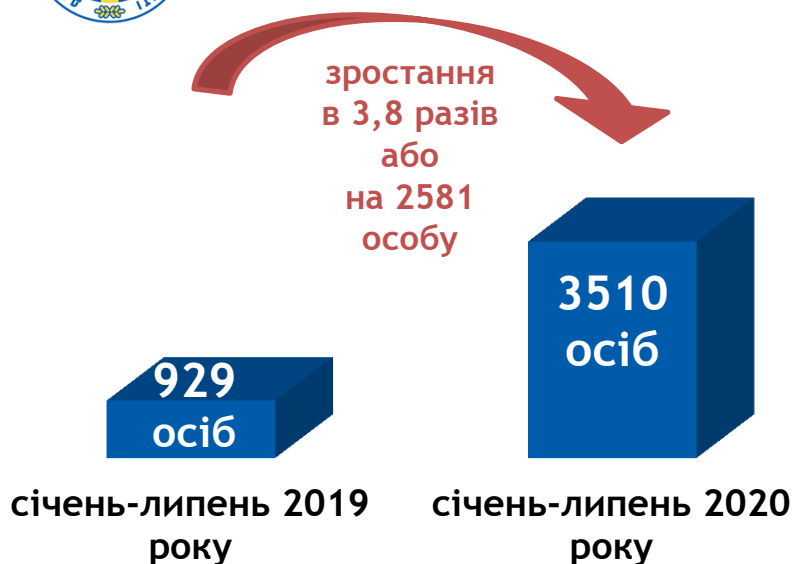 зростання
в 3,8 разів
або
на 2581
особу
3510
осіб
929
осіб
січень-липень 2019
року
січень-липень 2020
року